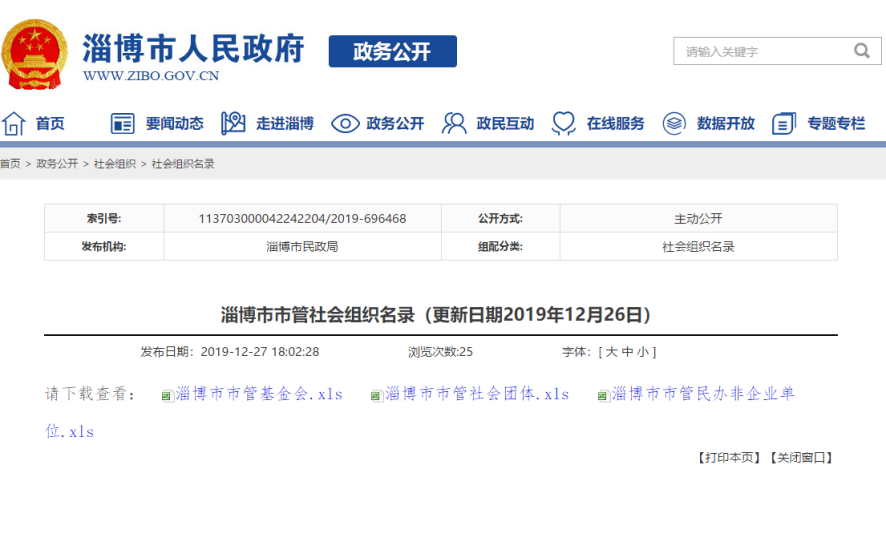 淄博市人民政府
WWW.ZIBO.GOV.CN
政务公开
请输入关键字
首页 要闻动态 走进淄博 政务公开 政民互动 在线服务 数据开放 专题专栏
首页 > 政务公开 > 社会组织 > 社会组织名录
索引号: 113703000042242204/2019-696468 公开方式: 主动公开
发布机构: 淄博市民政局 组配分类: 社会组织名录
淄博市市管社会组织名录（更新日期2019年12月26日）
发布日期：2019-12-27 18:02:28 浏览次数:25 字体：[ 大 中 小 ]
请下载查看： 淄博市市管基金会.xls 淄博市市管社会团体.xls 淄博市市管民办非企业单
位.xls
【打印本页】【关闭窗口】